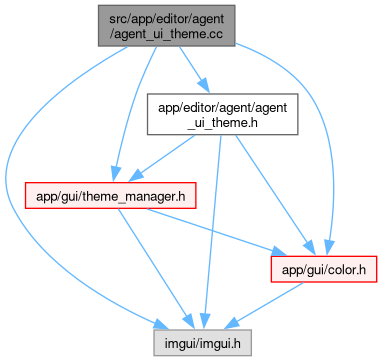 src/app/editor/agent
/agent_ui_theme.cc
app/editor/agent/agent
_ui_theme.h
app/gui/theme_manager.h
app/gui/color.h
imgui/imgui.h